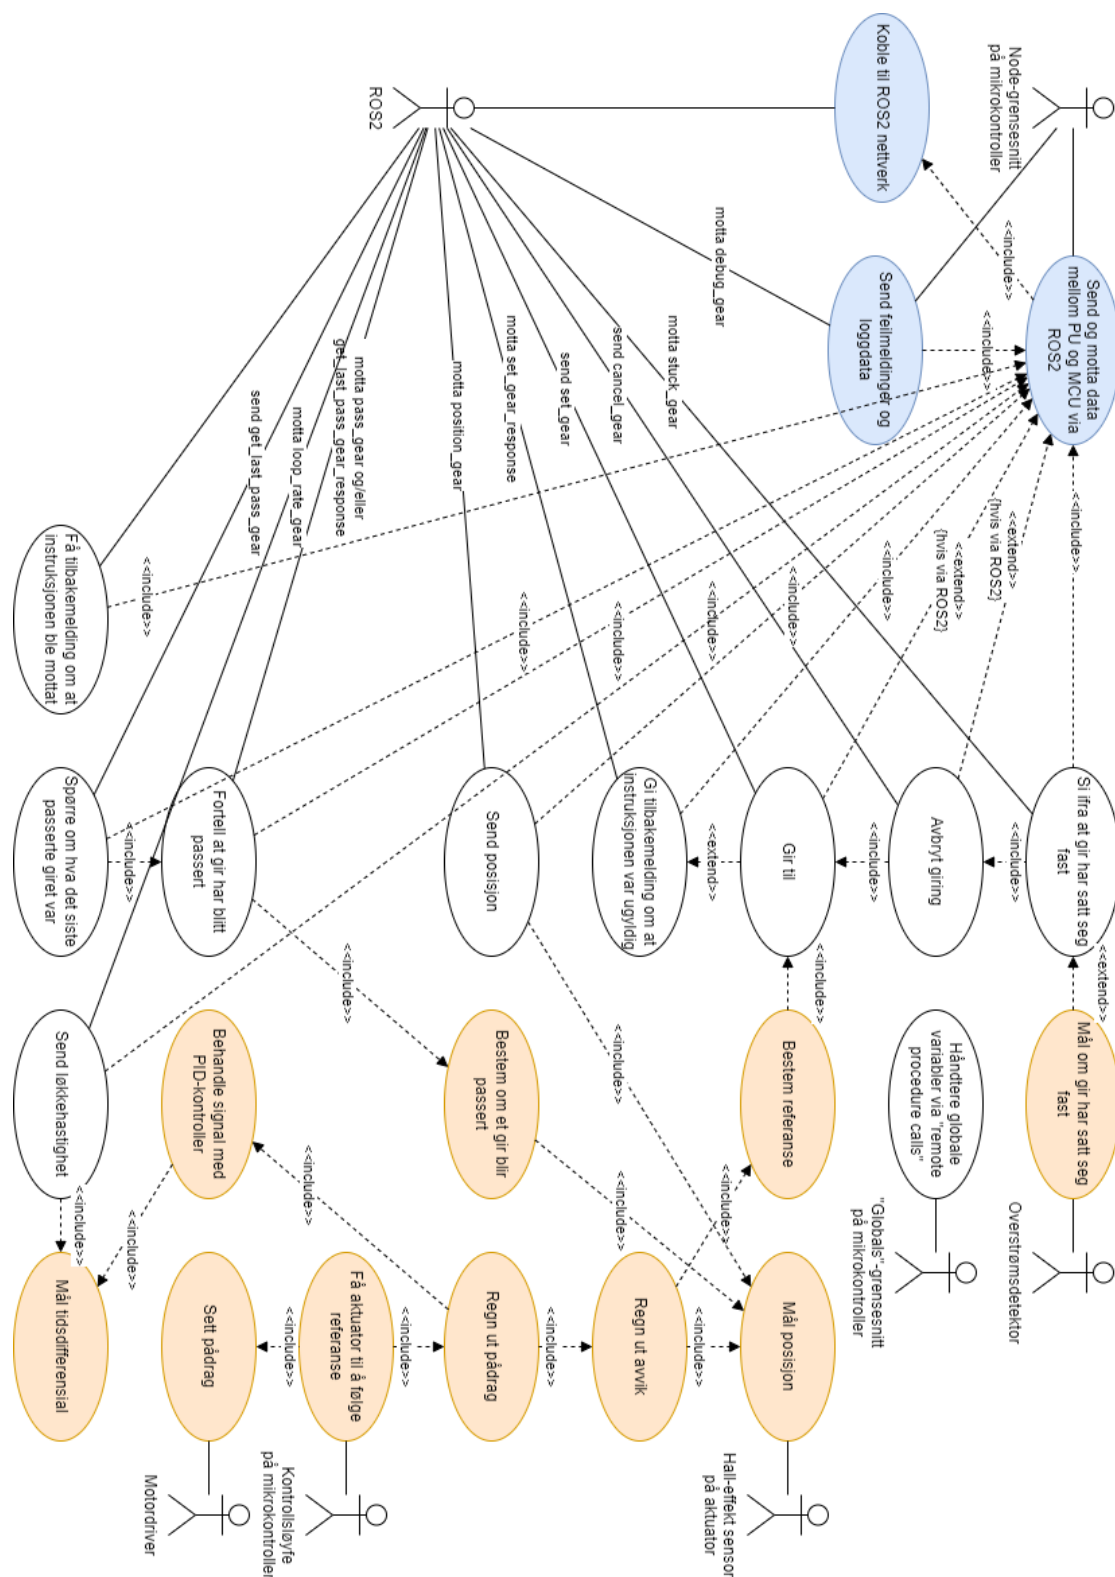 Node-grensesnitt
på mikrokontroller
ROS2
Koble til ROS2 nettverk
Send og motta data
mellom PU og MCU via
ROS2
Send feilmeldinger og
loggdata
<<include>>
<<include>>
motta debug_gear
motta stuck_gear
send cancel_gear
send set_gear
motta set_gear_response
motta position_gear
motta pass_gear og/eller
get_last_pass_gear_response
motta loop_rate_gear
send get_last_pass_gear
<<include>>
<<extend>>
{hvis via ROS2}
<<extend>>
{hvis via ROS2}
<<include>>
<<include>>
<<include>>
<<include>>
<<include>>
<<include>>
Få tilbakemelding om at
instruksjonen ble mottat
Si ifra at gir har satt seg
fast
<<include>>
Avbryt giring
<<include>>
Gir til
<<extend>>
Gi tilbakemelding om at
instruksjonen var ugyldig
Send posisjon
Fortell at gir har blitt
passert
<<include>>
Spørre om hva det siste
passerte giret var
<<extend>>
<<include>>
<<include>>
<<include>>
Mål om gir har satt seg
fast
Håndtere globale
variabler via "remote
procedure calls"
Bestem referanse
Bestem om et gir blir
passert
Behandle signal med
PID-kontroller
Send løkkehastighet
<<include>>
<<include>>
<<include>>
<<include>>
<<include>>
Overstrømsdetektor
"Globals"-grensesnitt
på mikrokontroller
Mål posisjon
<<include>>
Regn ut avvik
<<include>>
Regn ut pådrag
<<include>>
Få aktuator til å følge
referanse
<<include>>
Sett pådrag
Mål tidsdifferensial
Hall-effekt sensor
på aktuator
Kontrollsløyfe
på mikrokontroller
Motordriver